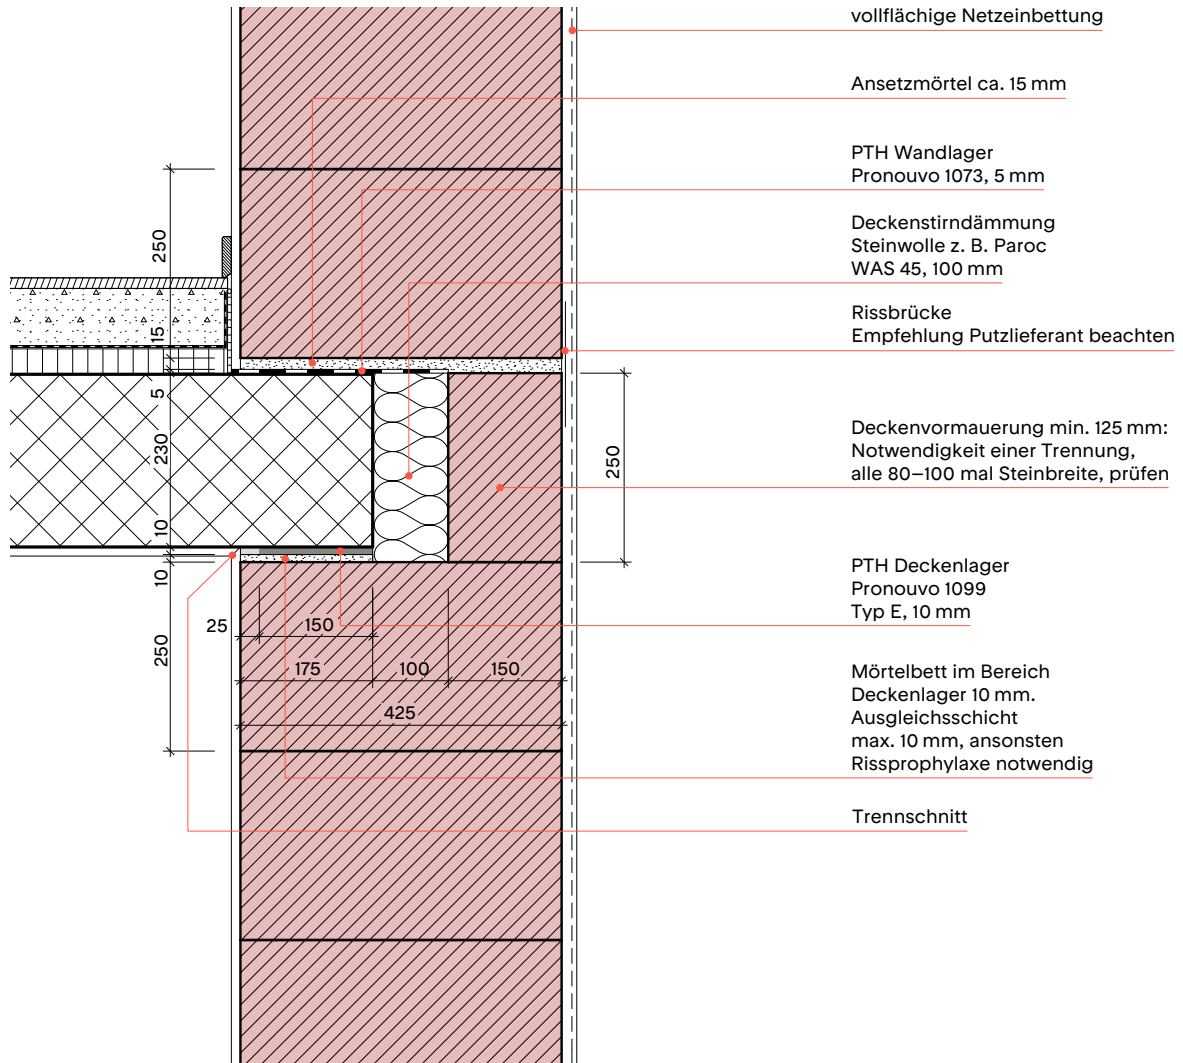 vollflächige Netzeinbettung
Ansetzmörtel ca. 15 mm
PTH Wandlager
Pronouvo 1073, 5 mm
Deckenstirndämmung
Steinwolle z. B. Paroc
WAS 45, 100 mm
Rissbrücke
Empfehlung Putzlieferant beachten
Deckenvormauerung min. 125 mm:
Notwendigkeit einer Trennung,
alle 80–100 mal Steinbreite, prüfen
PTH Deckenlager
Pronouvo 1099
Typ E, 10 mm
Mörtelbett im Bereich
Deckenlager 10 mm.
Ausgleichsschicht
max. 10 mm, ansonsten
Rissprophylaxe notwendig
Trennschnitt
250
15
5
230
10
10
250
250
25
150
175
100
150
425